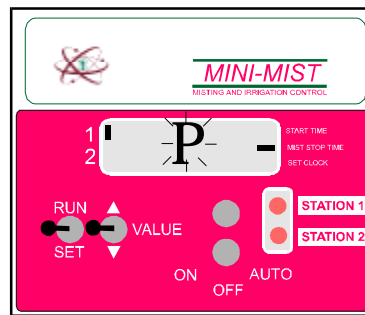 1
MINI-MIST
MISTING AND IRRIGATION CONTROL
1
2
P
START TIME
MIST STOP TIME
SET CLOCK
RUN
SET
VALUE
STATION 1
STATION 2
ON
OFF
AUTO